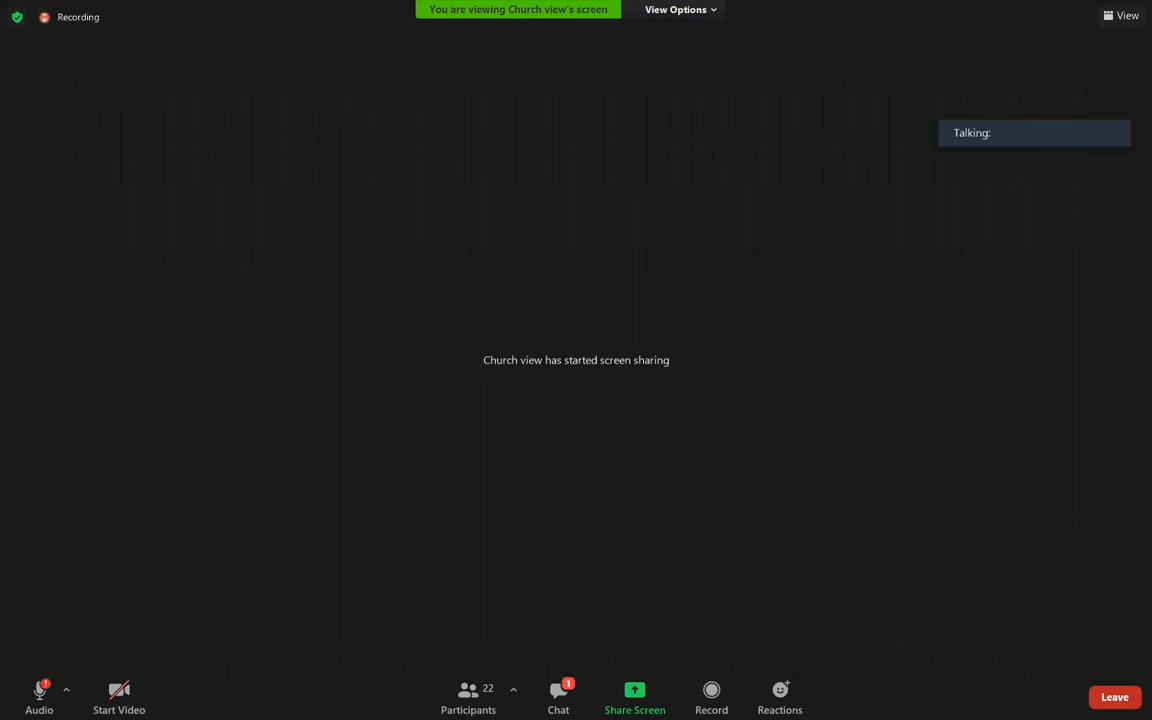 Recording
You are viewing Church view's screen
View Options
View
Talking:
Church view has started screen sharing
Audio
Start Video
22
Participants
1
Chat
Share Screen
Record
Reactions
Leave